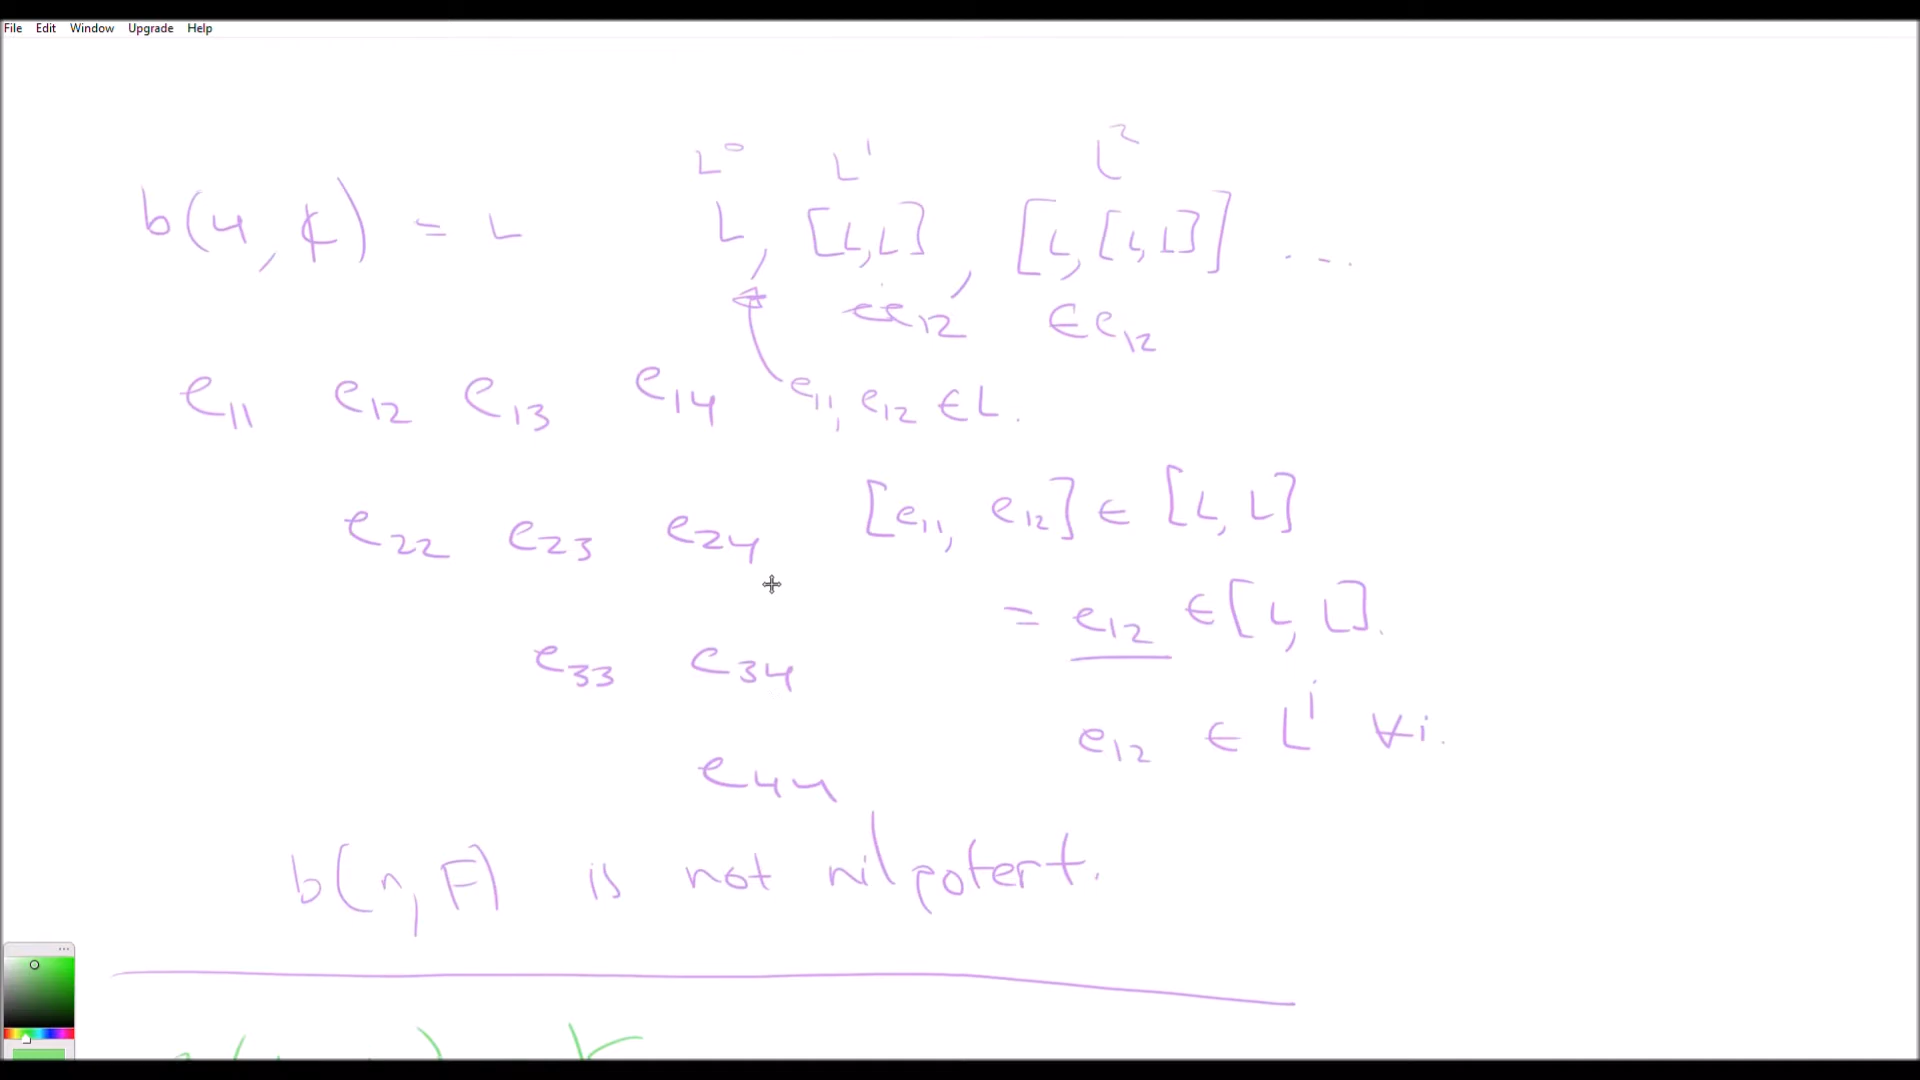 File Edit Window Upgrade Help
L⁰ L¹ L²
b(4, ℂ) = L L, [L,L], [L,[L,L]] ...
∈e₁₂ ∈e₁₂
e₁₁ e₁₂ e₁₃ e₁₄ e₁₁, e₁₂ ∈ L.
e₂₂ e₂₃ e₂₄ [e₁₁, e₁₂] ∈ [L, L]
= e₁₂ ∈ [L, L].
e₃₃ e₃₄
e₁₂ ∈ Lⁱ ∀i.
e₄₄
b(n, F) is not nilpotent.